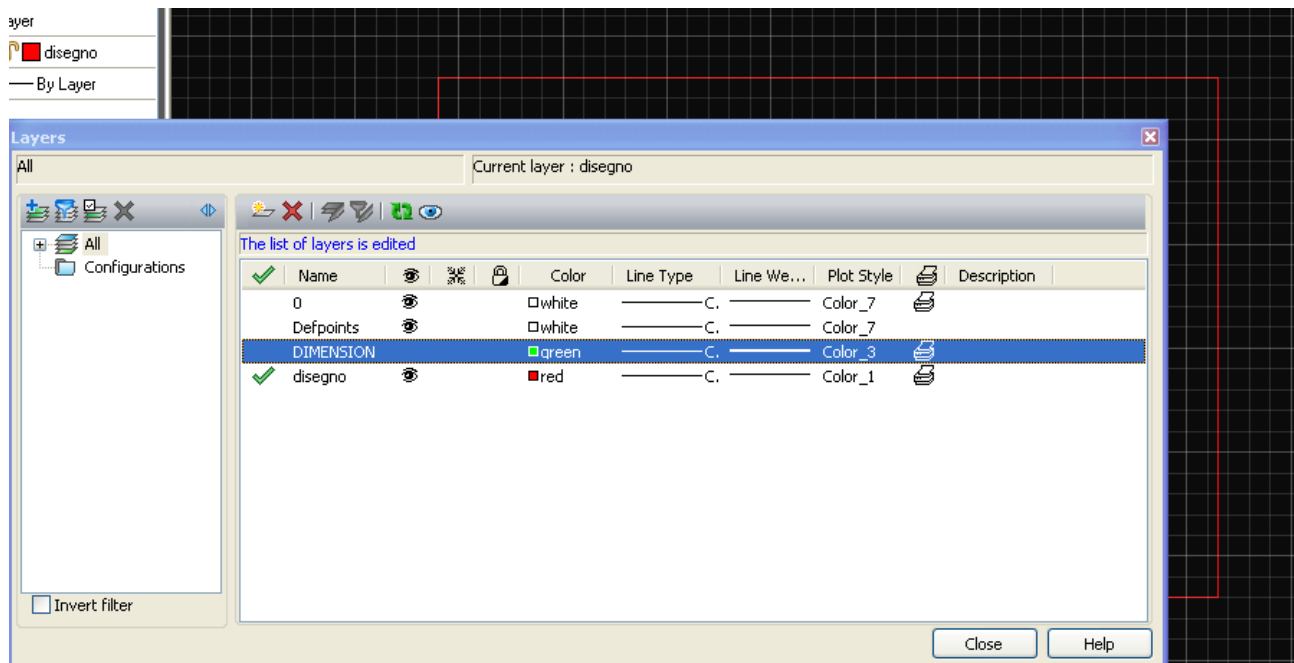 ayer
disegno
By Layer
Layers
All
Current layer : disegno
All
Configurations
The list of layers is edited
Name Color Line Type Line We... Plot Style Description
0 white C. Color_7
Defpoints white C. Color_7
DIMENSION green C. Color_3
disegno red C. Color_1
Invert filter
Close Help